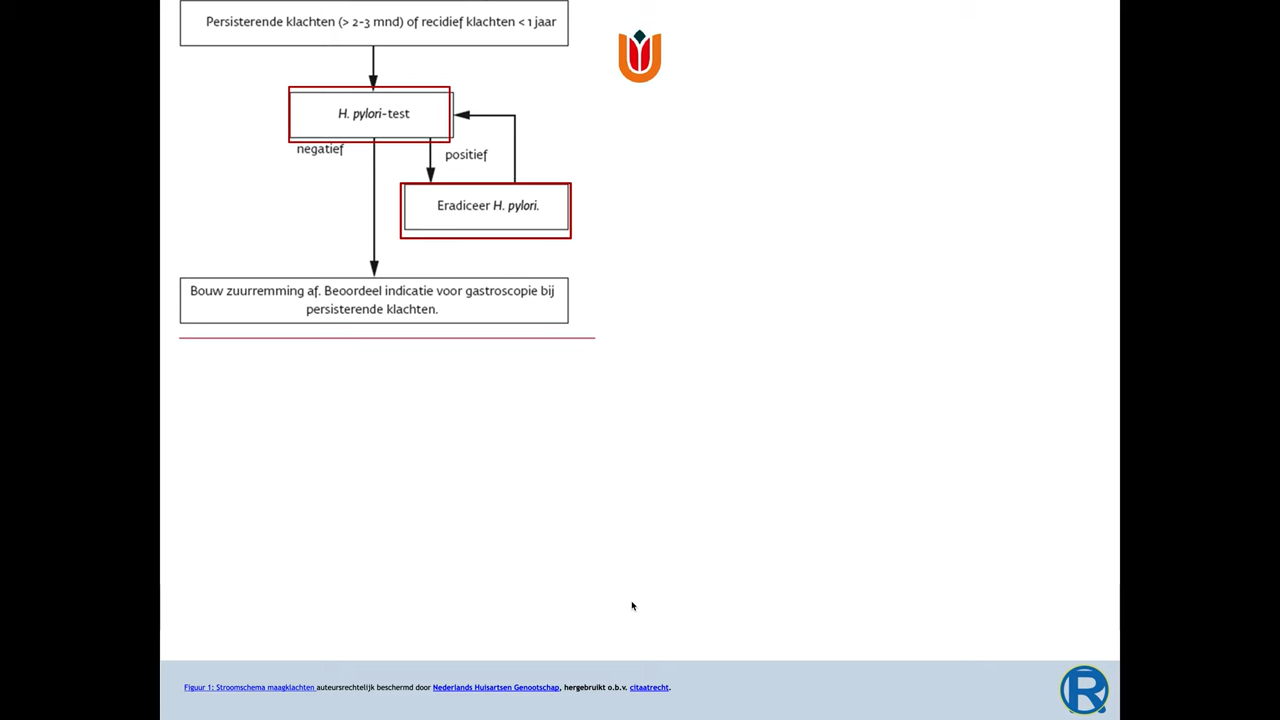 Persisterende klachten (> 2-3 mnd) of recidief klachten < 1 jaar
H. pylori-test
negatief
positief
Eradiceer H. pylori.
Bouw zuurremming af. Beoordeel indicatie voor gastroscopie bij
persisterende klachten.
Figuur 1: Stroomschema maagklachten auteursrechtelijk beschermd door Nederlands Huisartsen Genootschap, hergebruikt o.b.v. citaatrecht.
R